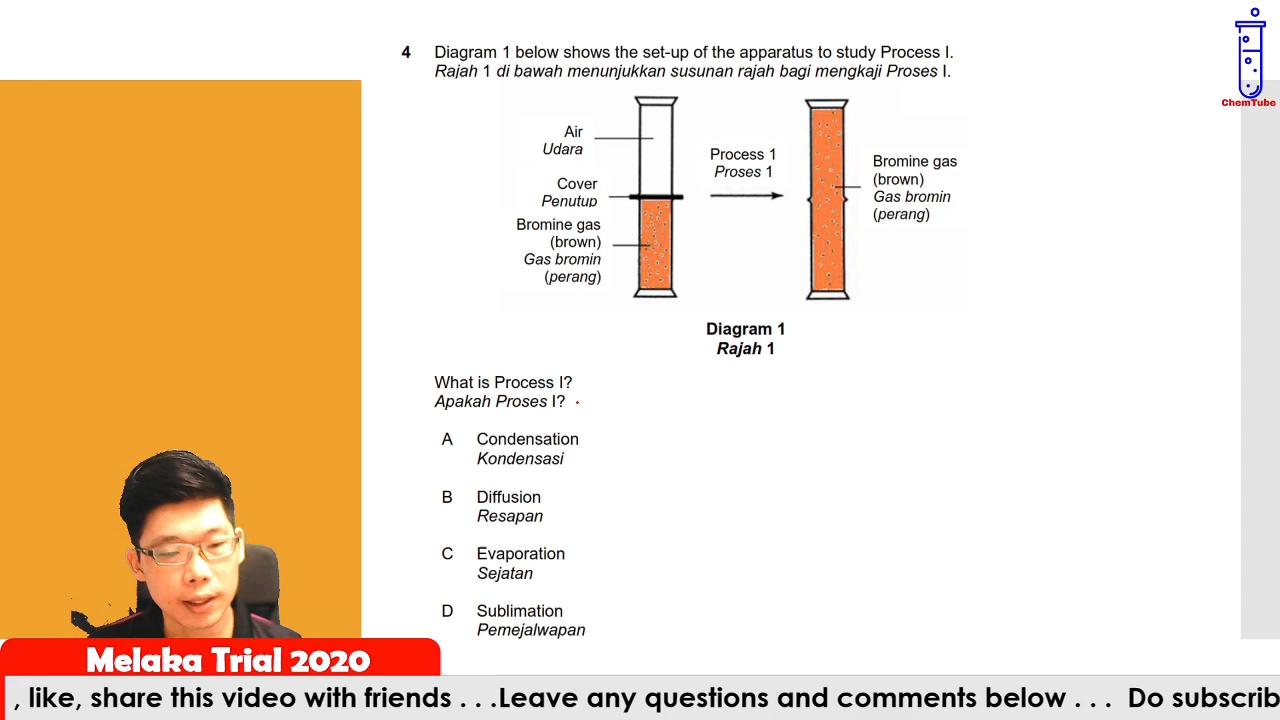 ChemTube
4 Diagram 1 below shows the set-up of the apparatus to study Process I.
Rajah 1 di bawah menunjukkan susunan rajah bagi mengkaji Proses I.
Air
Udara
Cover
Penutup
Bromine gas
(brown)
Gas bromin
(perang)
Process 1
Proses 1
Bromine gas
(brown)
Gas bromin
(perang)
Diagram 1
Rajah 1
What is Process I?
Apakah Proses I?
A Condensation
Kondensasi
B Diffusion
Resapan
C Evaporation
Sejatan
D Sublimation
Pemejalwapan
Melaka Trial 2020
, like, share this video with friends . . .Leave any questions and comments below . . . Do subscrib